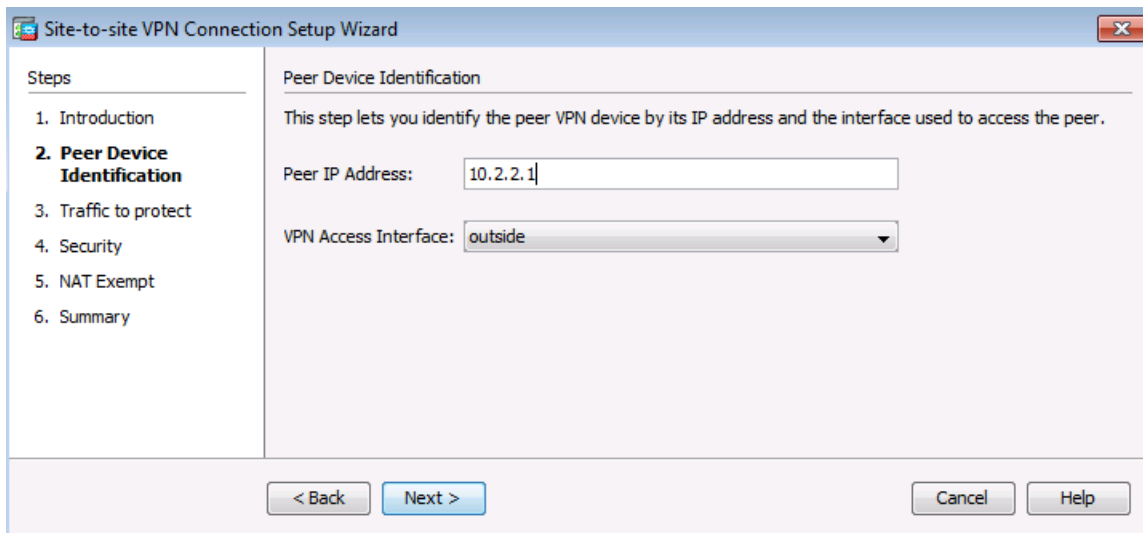 Site-to-site VPN Connection Setup Wizard
Steps
1. Introduction
2. Peer Device
Identification
3. Traffic to protect
4. Security
5. NAT Exempt
6. Summary
Peer Device Identification
This step lets you identify the peer VPN device by its IP address and the interface used to access the peer.
Peer IP Address: 10.2.2.1
VPN Access Interface: outside
< Back Next > Cancel Help